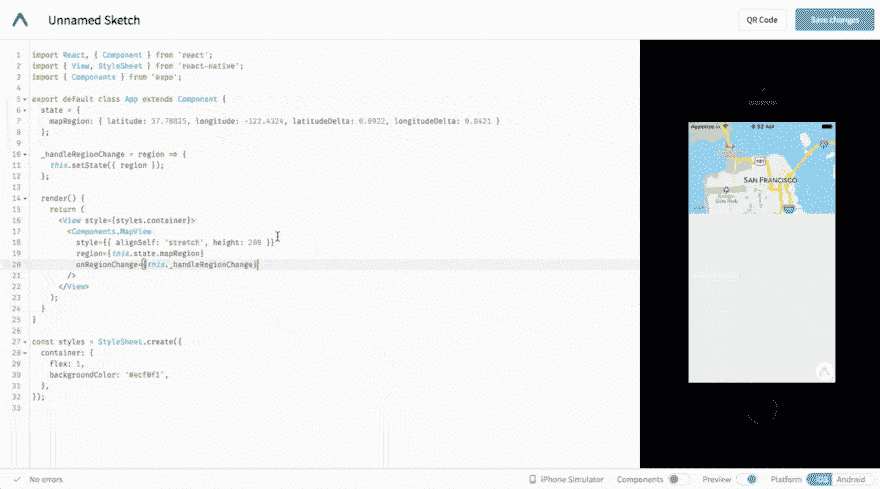 Unnamed Sketch
QR Code
Save changes
1 import React, { Component } from 'react';
2 import { View, StyleSheet } from 'react-native';
3 import { Components } from 'expo';
4
5 export default class App extends Component {
6 state = {
7 mapRegion: { latitude: 37.78825, longitude: -122.4324, latitudeDelta: 0.0922, longitudeDelta: 0.0421 }
8 };
9
10 _handleRegionChange = region => {
11 this.setState({ region });
12 };
13
14 render() {
15 return (
16 <View style={styles.container}>
17 <Components.MapView
18 style={{ alignSelf: 'stretch', height: 200 }}
19 region={this.state.mapRegion}
20 onRegionChange={this._handleRegionChange}
21 />
22 </View>
23 );
24 }
25 }
26
27 const styles = StyleSheet.create({
28 container: {
29 flex: 1,
30 backgroundColor: '#ecf0f1',
31 },
32 });
33
SAN FRANCISCO
Golden Gate Park
No errors
iPhone Simulator
Components
Preview
Platform
iOS
Android